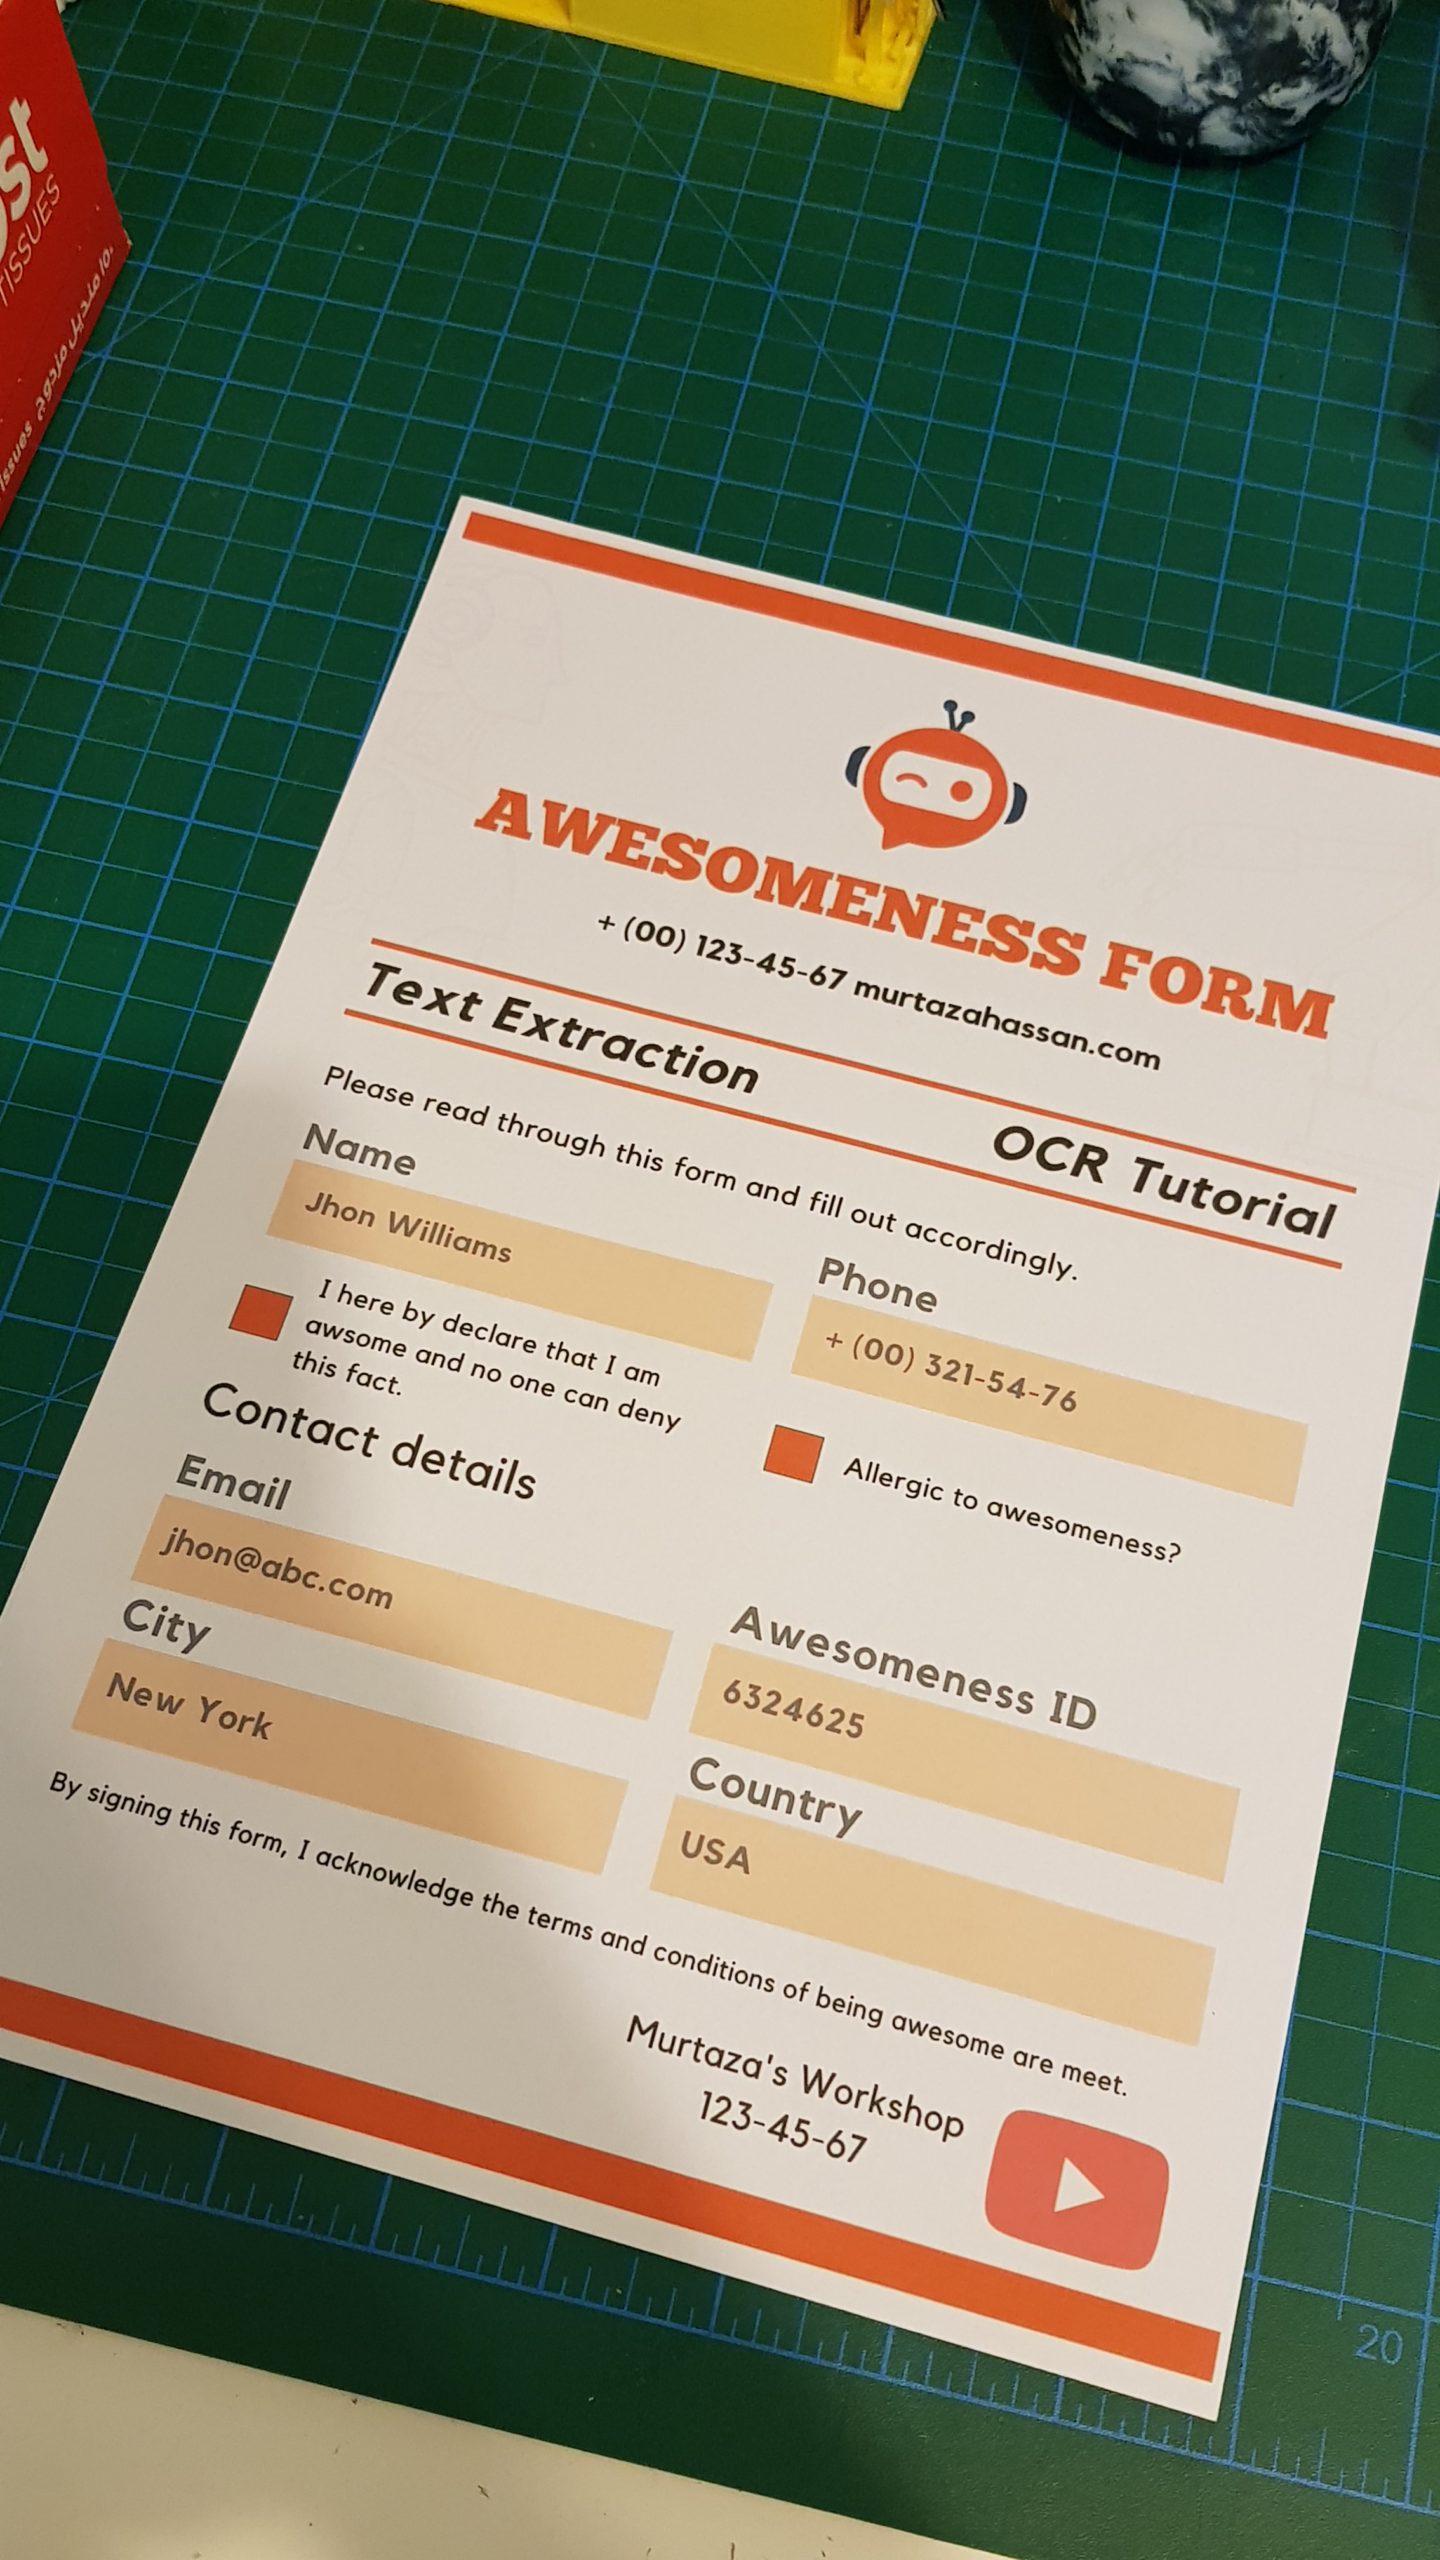 st
TISSUES
١٥٠ منديل مزدوج
issues
AWESOMENESS FORM
+ (00) 123-45-67 murtazahassan.com
Text Extraction
OCR Tutorial
Please read through this form and fill out accordingly.
Name
Jhon Williams
Phone
+ (00) 321-54-76
I here by declare that I am
awsome and no one can deny
this fact.
Allergic to awesomeness?
Contact details
Email
jhon@abc.com
Awesomeness ID
6324625
City
New York
Country
USA
By signing this form, I acknowledge the terms and conditions of being awesome are meet.
Murtaza's Workshop
123-45-67
20